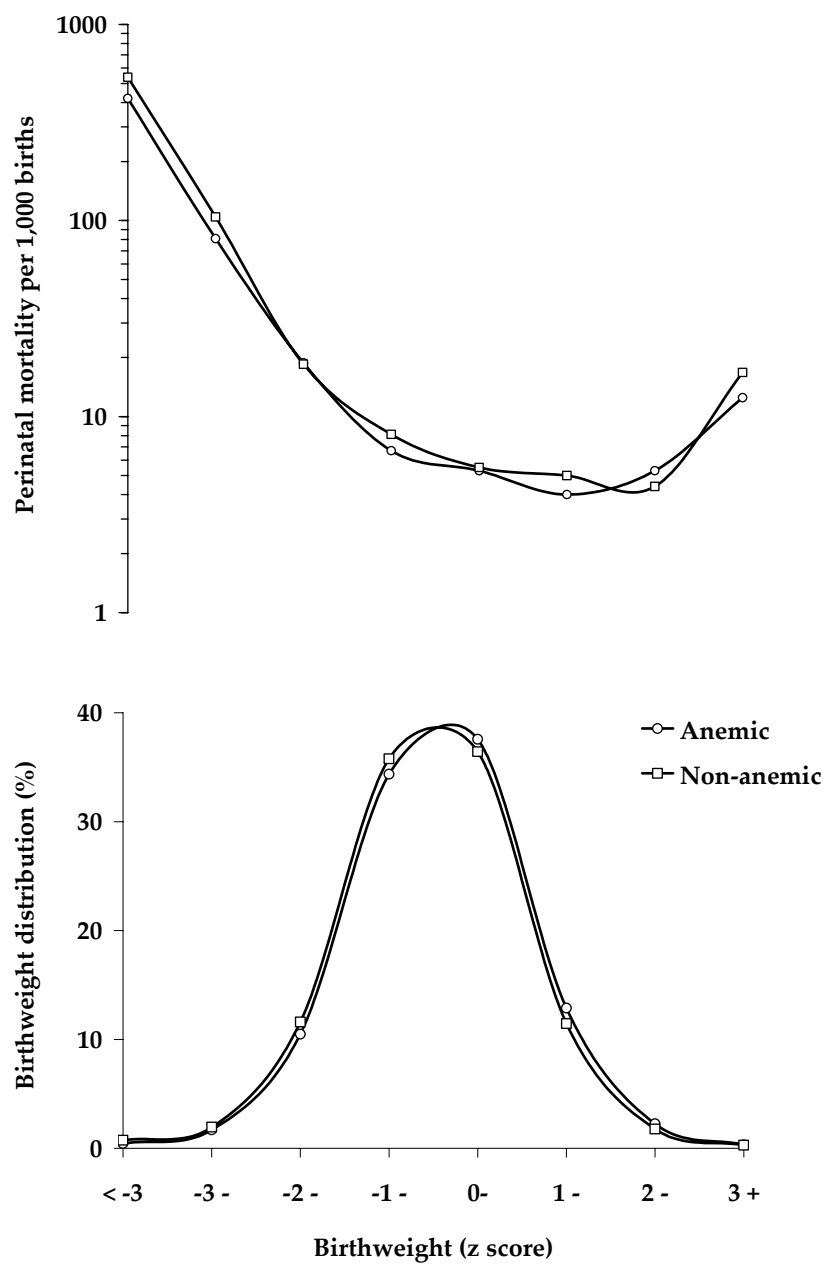 Perinatal mortality per 1,000 births
1000
100
10
1
Birthweight distribution (%)
40
30
20
10
0
Anemic
Non-anemic
< -3 -3 - -2 - -1 - 0- 1 - 2 - 3 +
Birthweight (z score)